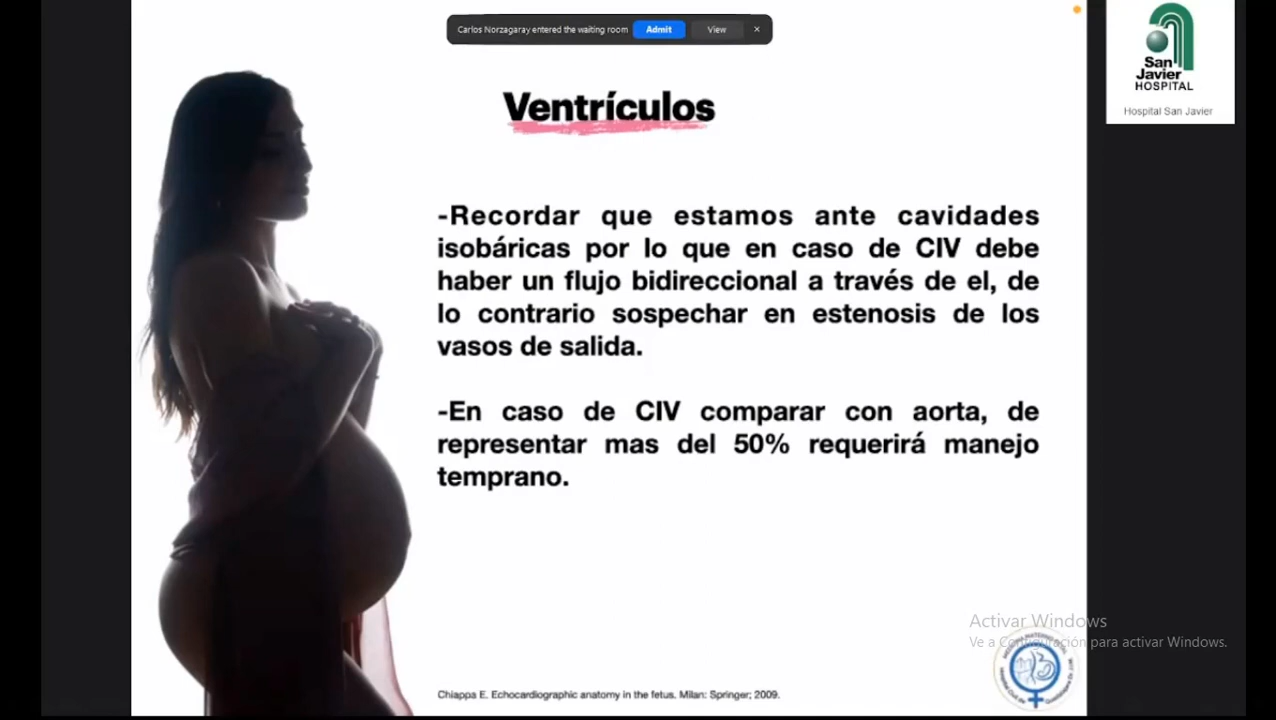 Carlos Norzagaray entered the waiting room Admit View ×
San
Javier
HOSPITAL
Hospital San Javier
Ventrículos
-Recordar que estamos ante cavidades
isobáricas por lo que en caso de CIV debe
haber un flujo bidireccional a través de el, de
lo contrario sospechar en estenosis de los
vasos de salida.
-En caso de CIV comparar con aorta, de
representar mas del 50% requerirá manejo
temprano.
Activar Windows
Ve a Configuración para activar Windows.
Chiappa E. Echocardiographic anatomy in the fetus. Milan: Springer; 2009.